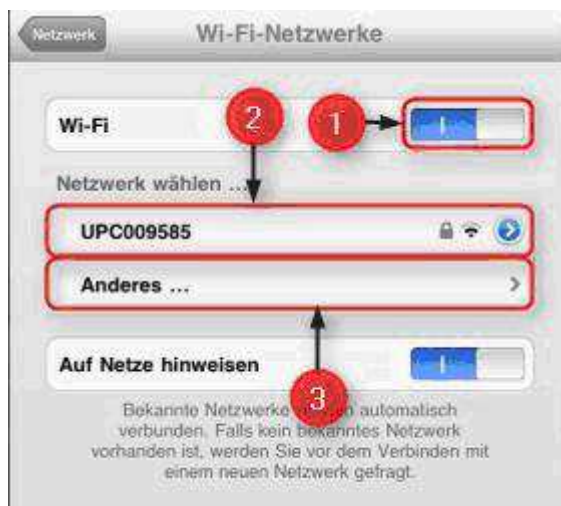 Netzwerk
Wi-Fi-Netzwerke
Wi-Fi
2
1
Netzwerk wählen ...
UPC009585
Anderes ...
Auf Netze hinweisen
3
Bekannte Netzwerke automatisch
verbunden. Falls kein bekanntes Netzwerk
vorhanden ist, werden Sie vor dem Verbinden mit
einem neuen Netzwerk gefragt.